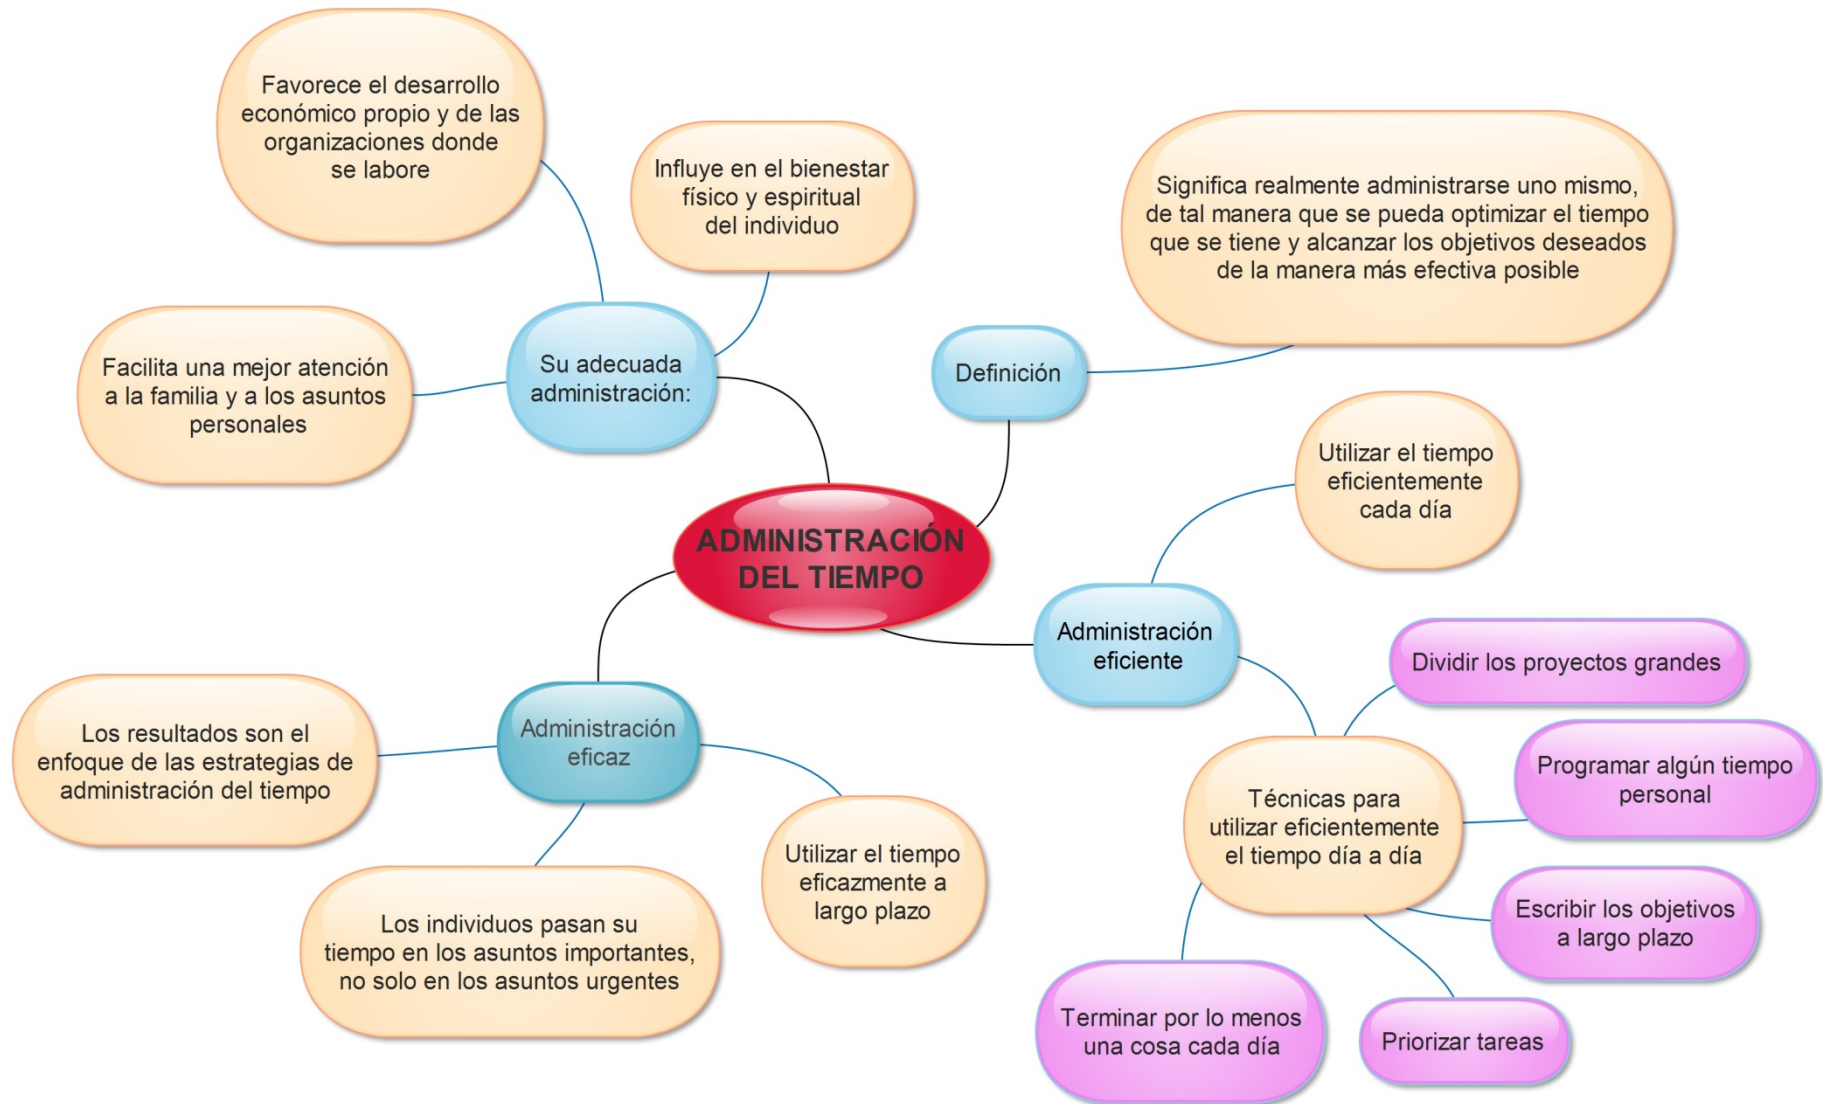 Favorece el desarrollo
económico propio y de las
organizaciones donde
se labore
Influye en el bienestar
físico y espiritual
del individuo
Significa realmente administrarse uno mismo,
de tal manera que se pueda optimizar el tiempo
que se tiene y alcanzar los objetivos deseados
de la manera más efectiva posible
Facilita una mejor atención
a la familia y a los asuntos
personales
Su adecuada
administración:
Definición
Utilizar el tiempo
eficientemente
cada día
ADMINISTRACIÓN
DEL TIEMPO
Administración
eficiente
Dividir los proyectos grandes
Los resultados son el
enfoque de las estrategias de
administración del tiempo
Administración
eficaz
Programar algún tiempo
personal
Técnicas para
utilizar eficientemente
el tiempo día a día
Utilizar el tiempo
eficazmente a
largo plazo
Los individuos pasan su
tiempo en los asuntos importantes,
no solo en los asuntos urgentes
Escribir los objetivos
a largo plazo
Terminar por lo menos
una cosa cada día
Priorizar tareas